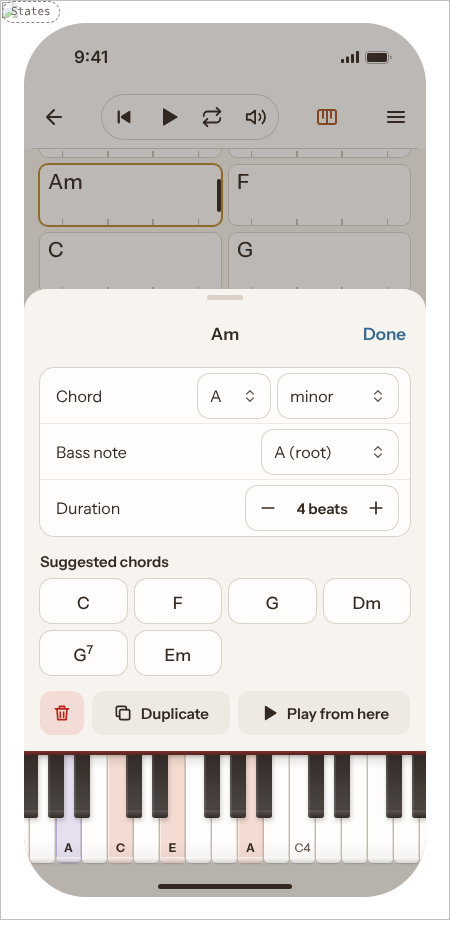 States
9:41
Am
F
C
G
Am
Done
Chord
A
minor
Bass note
A (root)
Duration
4 beats
Suggested chords
C
F
G
Dm
G⁷
Em
Duplicate
Play from here
A
C
E
A
C4